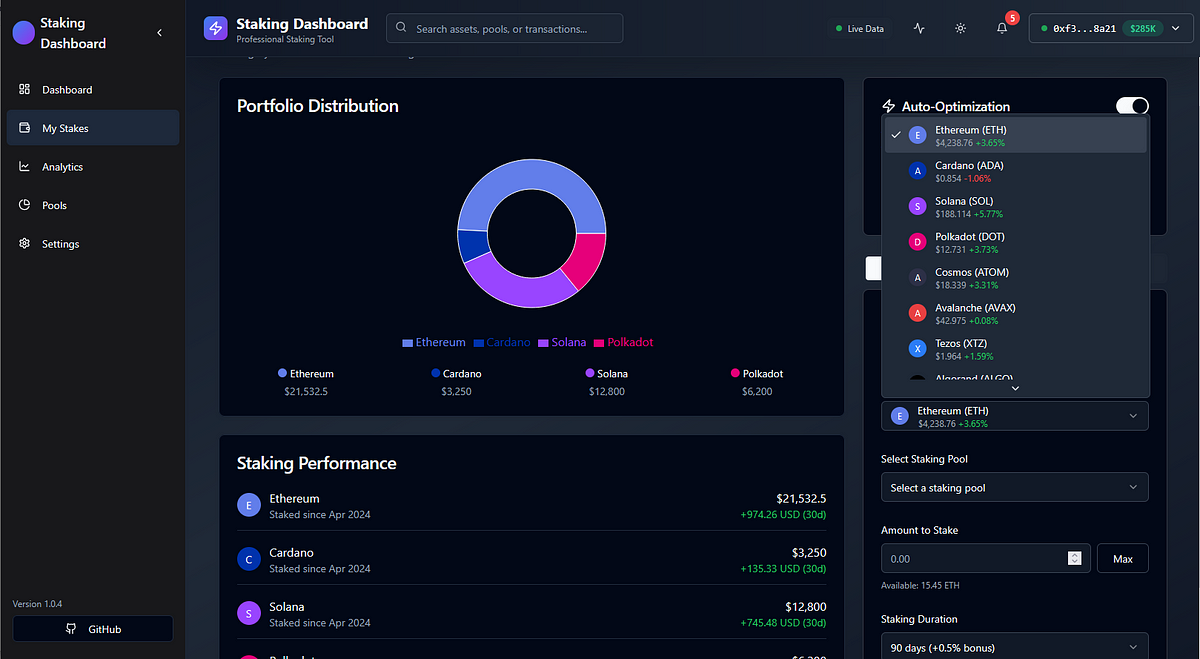 Staking
Dashboard
Dashboard
My Stakes
Analytics
Pools
Settings
Version 1.0.4
GitHub
Staking Dashboard
Professional Staking Tool
Search assets, pools, or transactions...
Live Data
5
0xf3...8a21 $285K
Portfolio Distribution
Ethereum Cardano Solana Polkadot
Ethereum
$21,532.5
Cardano
$3,250
Solana
$12,800
Polkadot
$6,200
Staking Performance
E
Ethereum
Staked since Apr 2024
$21,532.5
+974.26 USD (30d)
C
Cardano
Staked since Apr 2024
$3,250
+135.33 USD (30d)
S
Solana
Staked since Apr 2024
$12,800
+745.48 USD (30d)
Auto-Optimization
E
Ethereum (ETH)
$4,238.76 +3.65%
A
Cardano (ADA)
$0.854 -1.06%
S
Solana (SOL)
$188.114 +5.77%
D
Polkadot (DOT)
$12.731 +3.73%
A
Cosmos (ATOM)
$18.339 +3.31%
A
Avalanche (AVAX)
$42.975 +0.08%
X
Tezos (XTZ)
$1.964 +1.59%
Algorand (ALGO)
E
Ethereum (ETH)
$4,238.76 +3.65%
Select Staking Pool
Select a staking pool
Amount to Stake
0.00
Max
Available: 15.45 ETH
Staking Duration
90 days (+0.5% bonus)